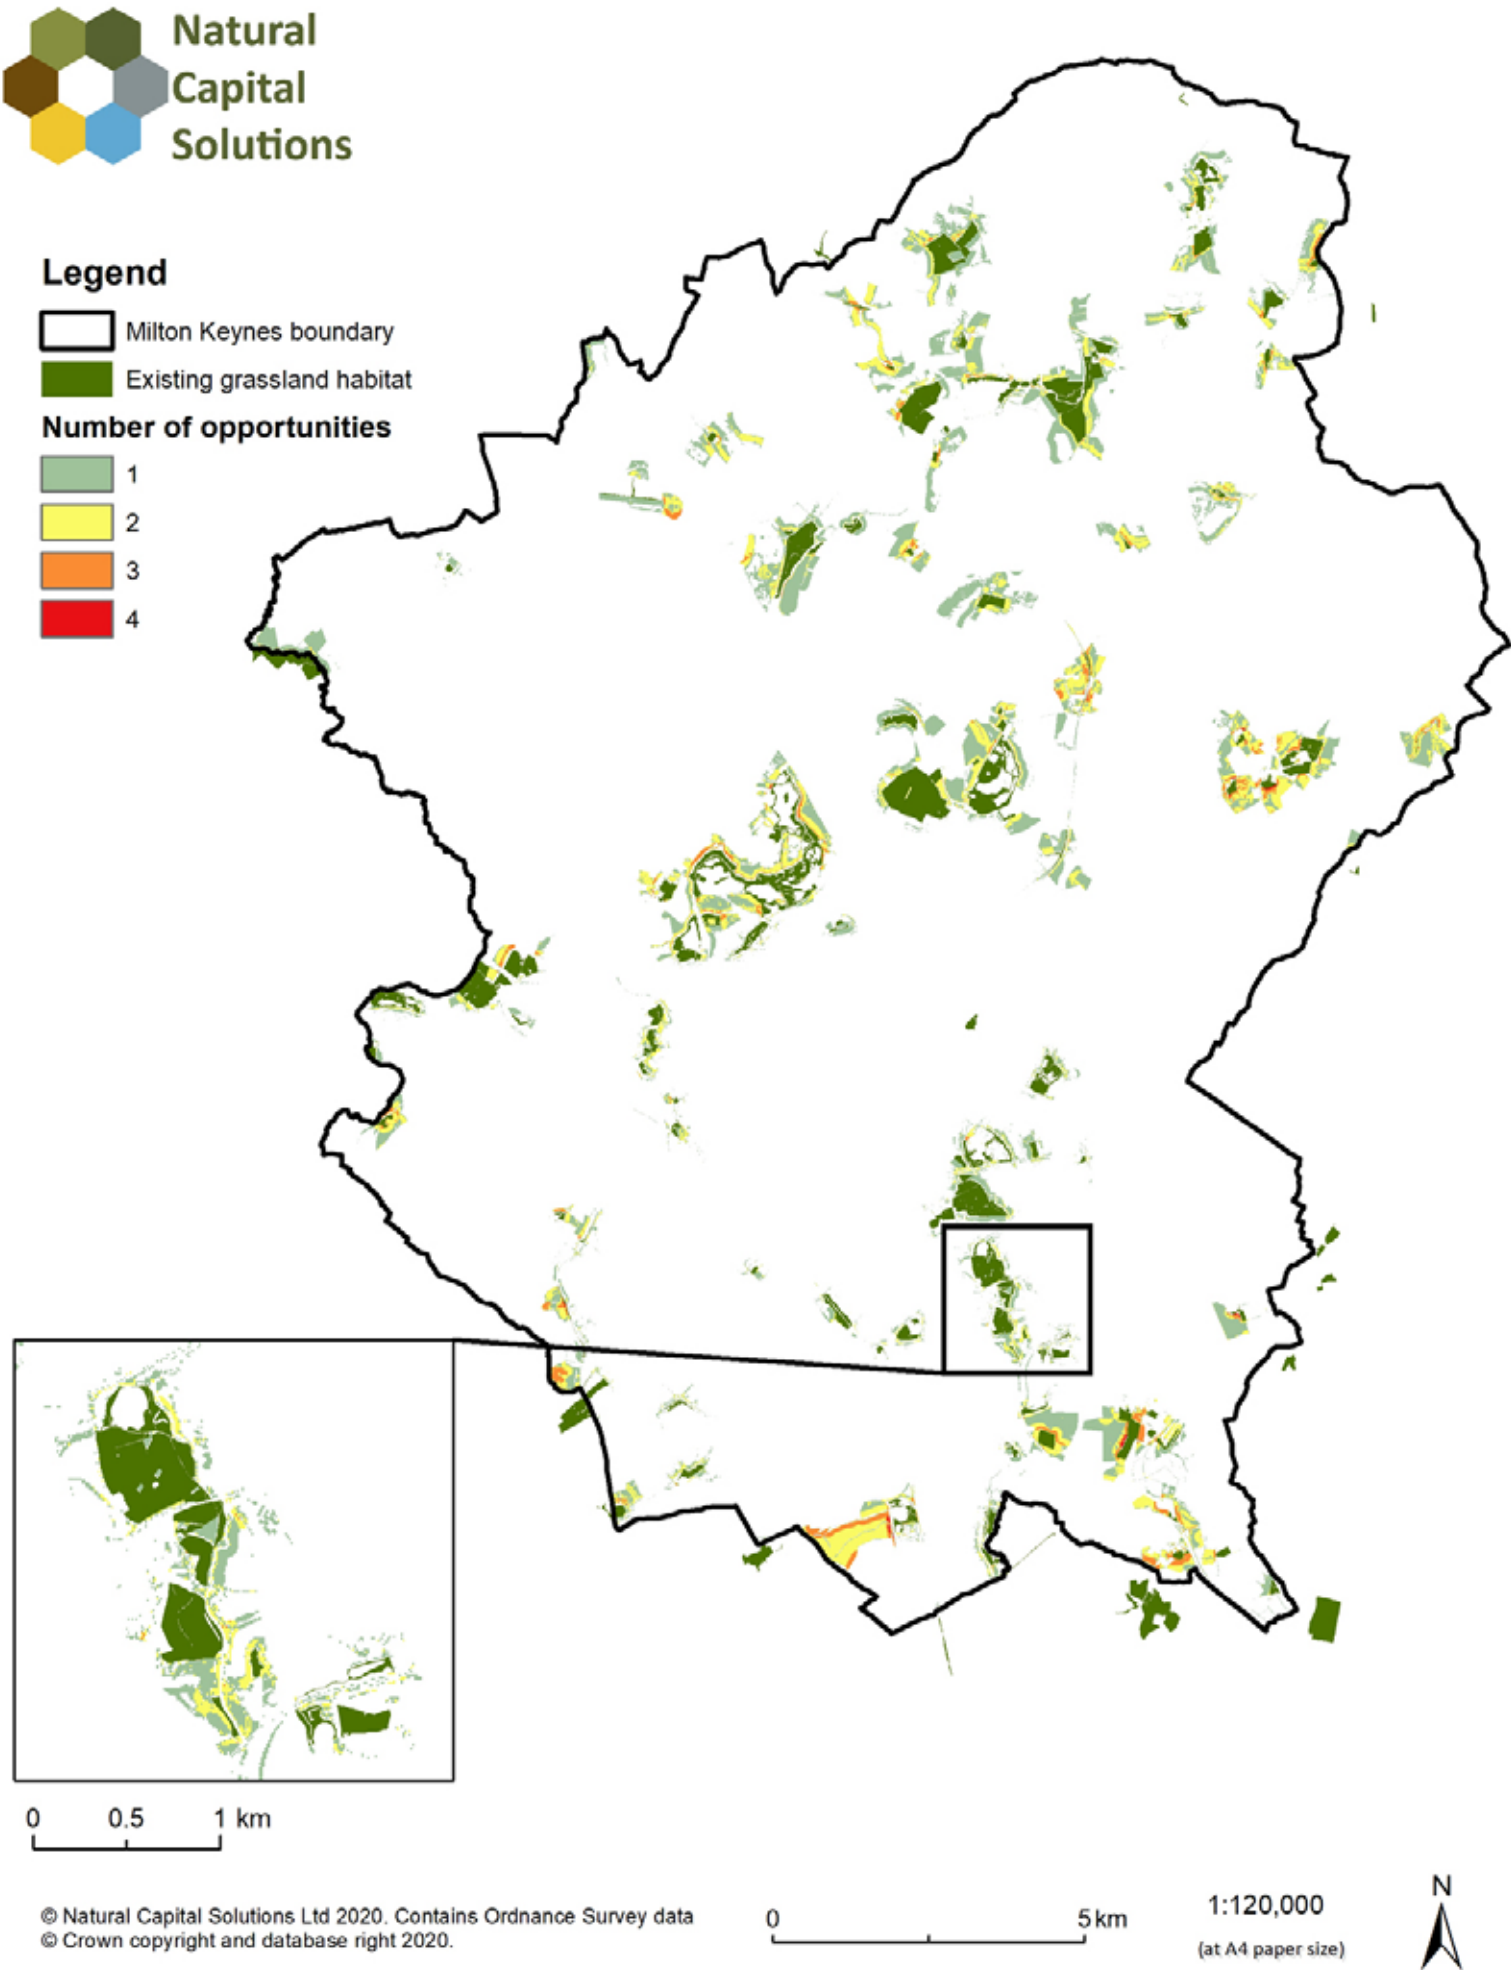 Natural
Capital
Solutions
Legend
Milton Keynes boundary
Existing grassland habitat
Number of opportunities
1
2
3
4
0 0.5 1 km
© Natural Capital Solutions Ltd 2020. Contains Ordnance Survey data
© Crown copyright and database right 2020.
0 5 km
1:120,000
(at A4 paper size)
N